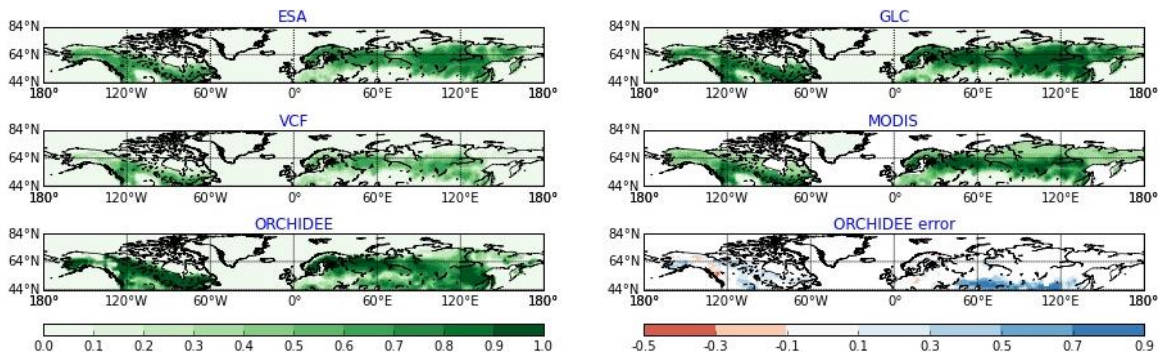 ESA
84°N
64°N
44°N
180° 120°W 60°W 0° 60°E 120°E 180°
GLC
84°N
64°N
44°N
180° 120°W 60°W 0° 60°E 120°E 180°
VCF
84°N
64°N
44°N
180° 120°W 60°W 0° 60°E 120°E 180°
MODIS
84°N
64°N
44°N
180° 120°W 60°W 0° 60°E 120°E 180°
ORCHIDEE
84°N
64°N
44°N
180° 120°W 60°W 0° 60°E 120°E 180°
ORCHIDEE error
84°N
64°N
44°N
180° 120°W 60°W 0° 60°E 120°E 180°
0.0 0.1 0.2 0.3 0.4 0.5 0.6 0.7 0.8 0.9 1.0
-0.5 -0.3 -0.1 0.1 0.3 0.5 0.7 0.9